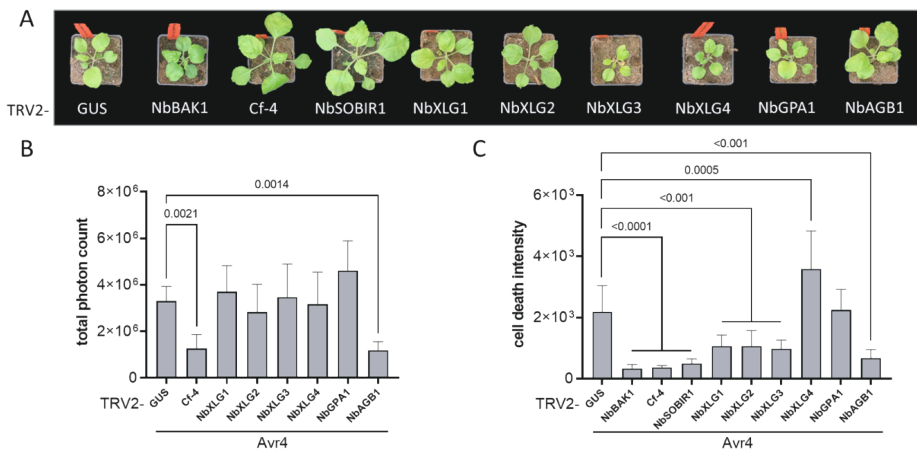 A
TRV2- GUS NbBAK1 Cf-4 NbSOBIR1 NbXLG1 NbXLG2 NbXLG3 NbXLG4 NbGPA1 NbAGB1
B
total photon count
8×10⁶
6×10⁶
4×10⁶
2×10⁶
0
0.0014
0.0021
TRV2- GUS Cf-4 NbXLG1 NbXLG2 NbXLG3 NbXLG4 NbGPA1 NbAGB1
Avr4
C
cell death intensity
6×10³
4×10³
2×10³
0
<0.001
0.0005
<0.001
<0.0001
TRV2- GUS NbBAK1 Cf-4 NbSOBIR1 NbXLG1 NbXLG2 NbXLG3 NbXLG4 NbGPA1 NbAGB1
Avr4